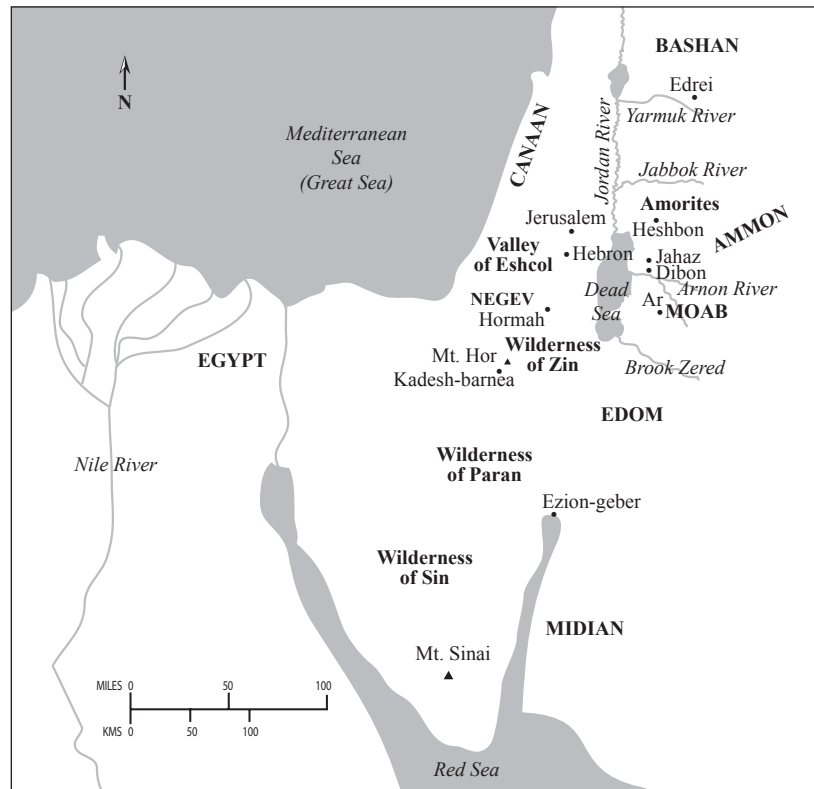 BASHAN
Edrei
Yarmuk River
N
Mediterranean
Sea
(Great Sea)
CANAAN
Jordan River
Jabbok River
Amorites
Heshbon
AMMON
Jerusalem
Valley
of Eshcol
Hebron
Jahaz
Dibon
Dead
Sea
Arnon River
Ar
MOAB
NEGEV
Hormah
Mt. Hor
Wilderness
of Zin
Kadesh-barnea
Brook Zered
EGYPT
EDOM
Nile River
Wilderness
of Paran
Ezion-geber
Wilderness
of Sin
MIDIAN
Mt. Sinai
MILES 0 50 100
KMS 0 50 100
Red Sea